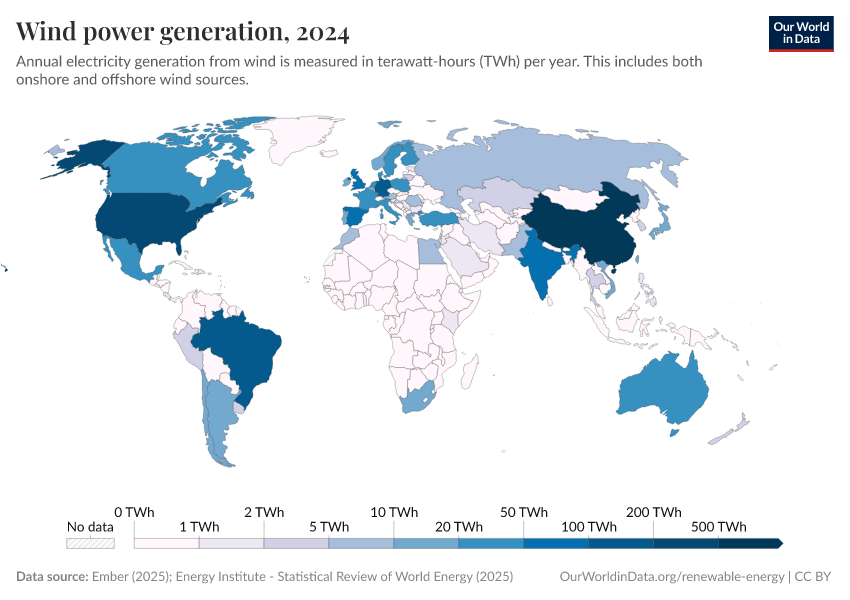 Wind power generation, 2024
Our World
in Data
Annual electricity generation from wind is measured in terawatt-hours (TWh) per year. This includes both
onshore and offshore wind sources.
No data
0 TWh
1 TWh
2 TWh
5 TWh
10 TWh
20 TWh
50 TWh
100 TWh
200 TWh
500 TWh
Data source: Ember (2025); Energy Institute - Statistical Review of World Energy (2025)
OurWorldinData.org/renewable-energy | CC BY